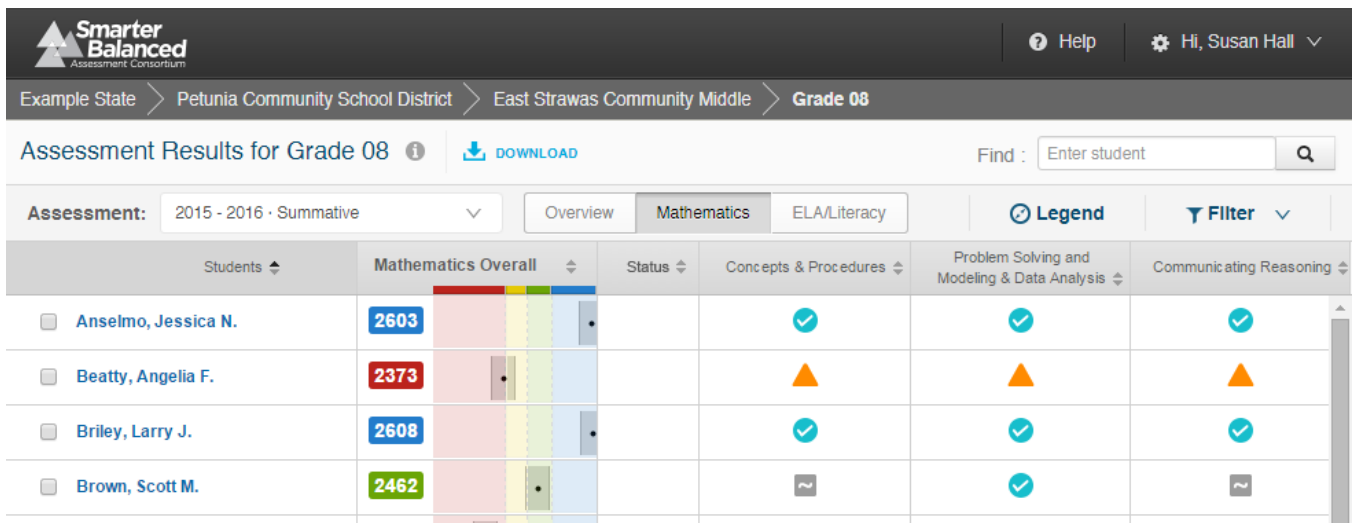 Smarter
Balanced
Assessment Consortium
Help
Hi, Susan Hall
Example State
Petunia Community School District
East Strawas Community Middle
Grade 08
Assessment Results for Grade 08
DOWNLOAD
Find :
Enter student
Assessment:
2015 - 2016 · Summative
Overview
Mathematics
ELA/Literacy
Legend
Filter
Students
Mathematics Overall
Status
Concepts & Procedures
Problem Solving and
Modeling & Data Analysis
Communicating Reasoning
Anselmo, Jessica N.
2603
Beatty, Angelia F.
2373
Briley, Larry J.
2608
Brown, Scott M.
2462